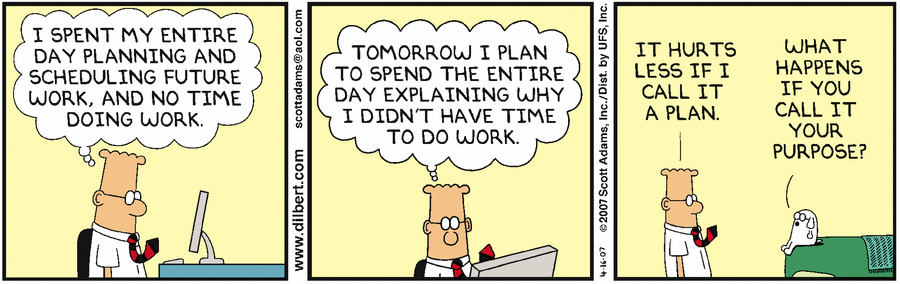 I SPENT MY ENTIRE
DAY PLANNING AND
SCHEDULING FUTURE
WORK, AND NO TIME
DOING WORK.
www.dilbert.com scottadams@aol.com
TOMORROW I PLAN
TO SPEND THE ENTIRE
DAY EXPLAINING WHY
I DIDN'T HAVE TIME
TO DO WORK.
4-16-07 ©2007 Scott Adams, Inc./Dist. by UFS, Inc.
IT HURTS
LESS IF I
CALL IT
A PLAN.
WHAT
HAPPENS
IF YOU
CALL IT
YOUR
PURPOSE?